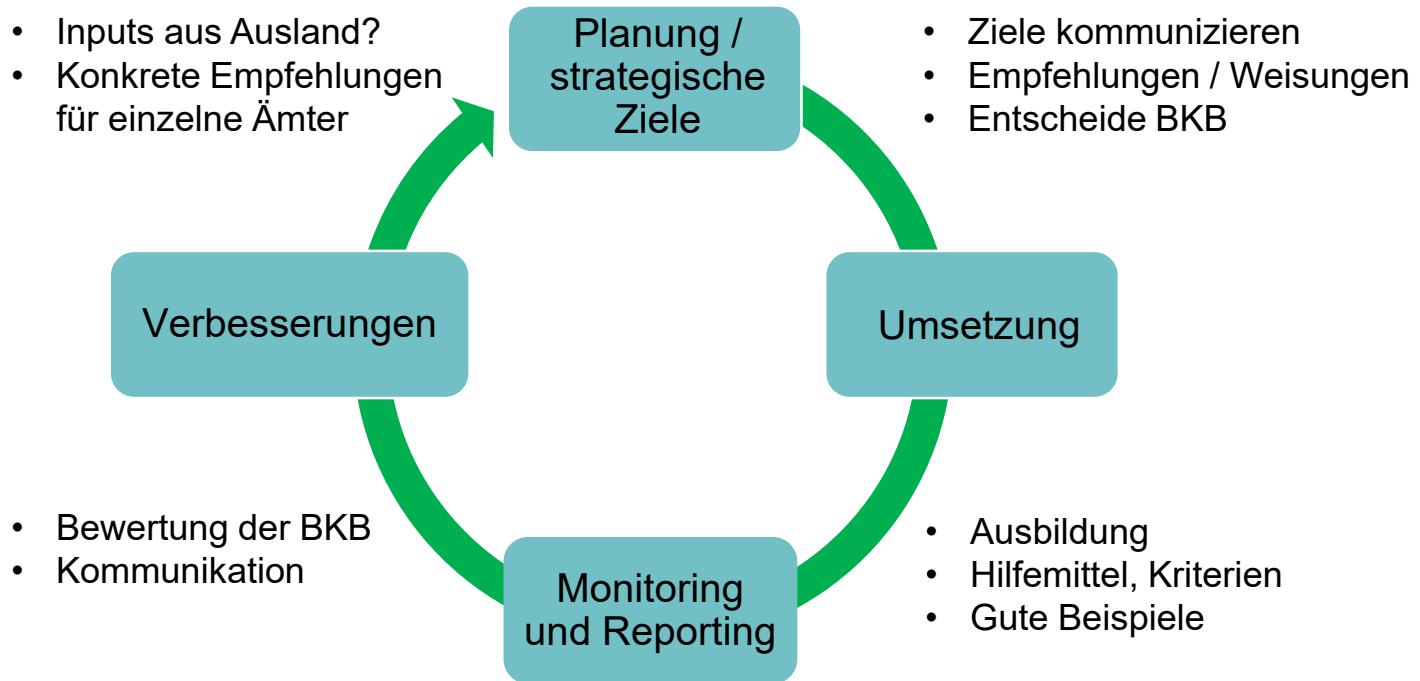 • Inputs aus Ausland?
• Konkrete Empfehlungen
für einzelne Ämter
Planung /
strategische
Ziele
• Ziele kommunizieren
• Empfehlungen / Weisungen
• Entscheide BKB
Verbesserungen
Umsetzung
• Bewertung der BKB
• Kommunikation
Monitoring
und Reporting
• Ausbildung
• Hilfemittel, Kriterien
• Gute Beispiele